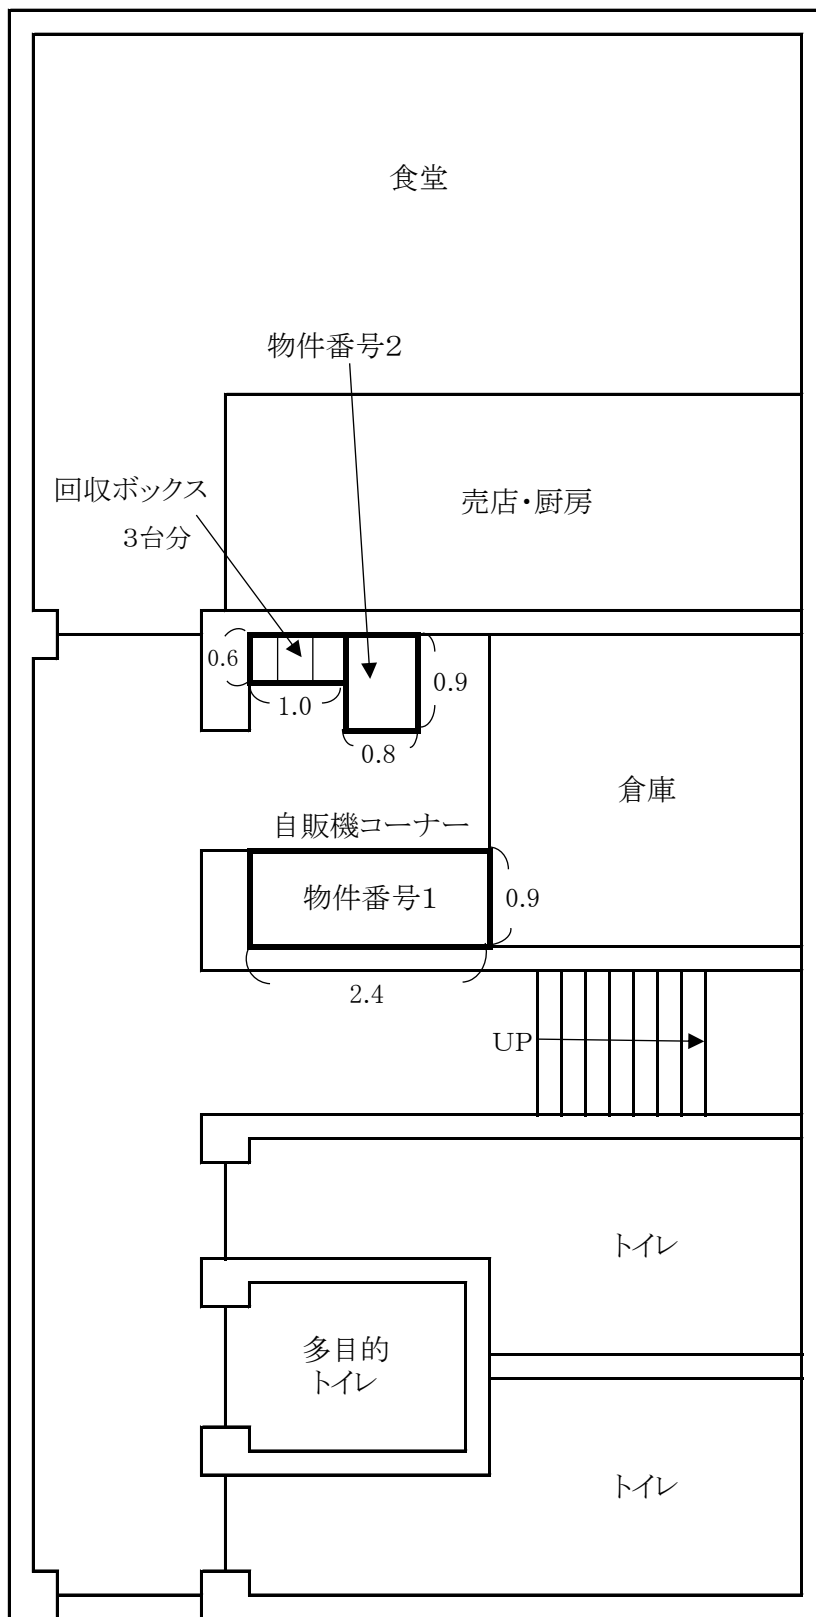 食堂
物件番号2
回収ボックス
3台分
売店・厨房
0.6
1.0
0.9
0.8
倉庫
自販機コーナー
物件番号1
0.9
2.4
UP
トイレ
多目的
トイレ
トイレ